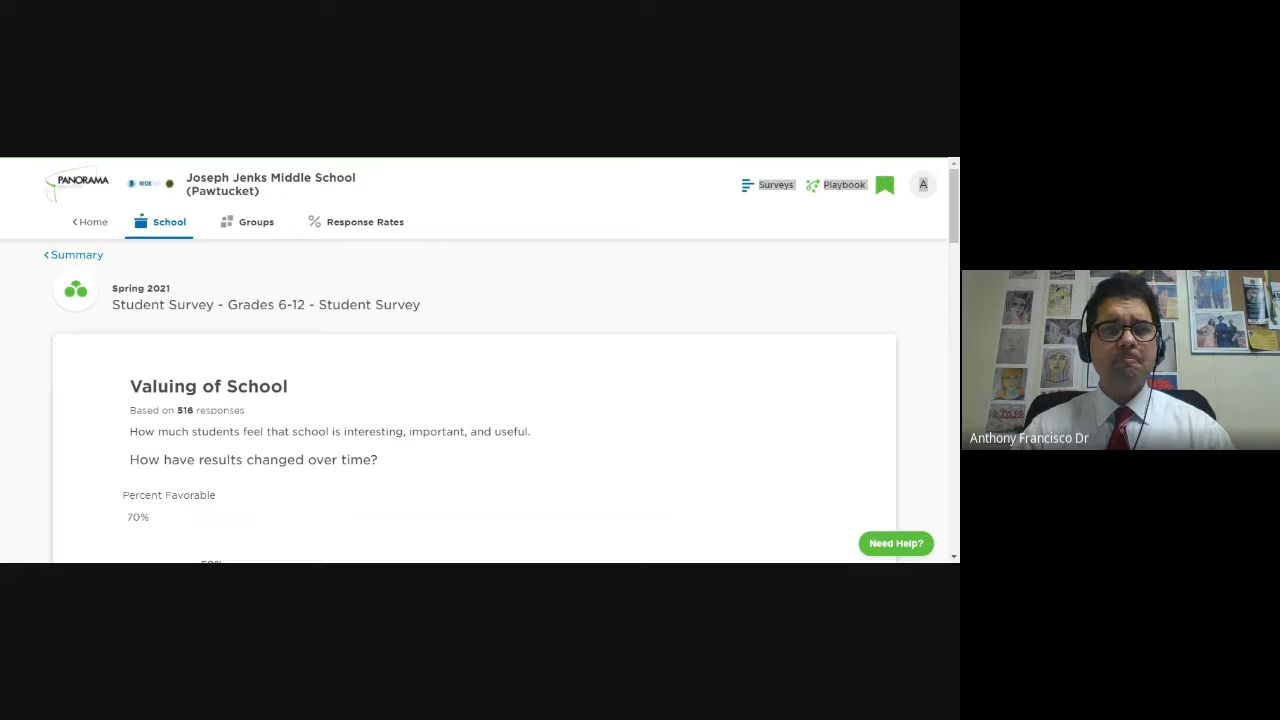 PANORAMA
RIDE
Joseph Jenks Middle School
(Pawtucket)
Surveys
Playbook
A
Home
School
Groups
Response Rates
Summary
Spring 2021
Student Survey - Grades 6-12 - Student Survey
Valuing of School
Based on 516 responses
How much students feel that school is interesting, important, and useful.
How have results changed over time?
Percent Favorable
70%
Need Help?
Anthony Francisco Dr